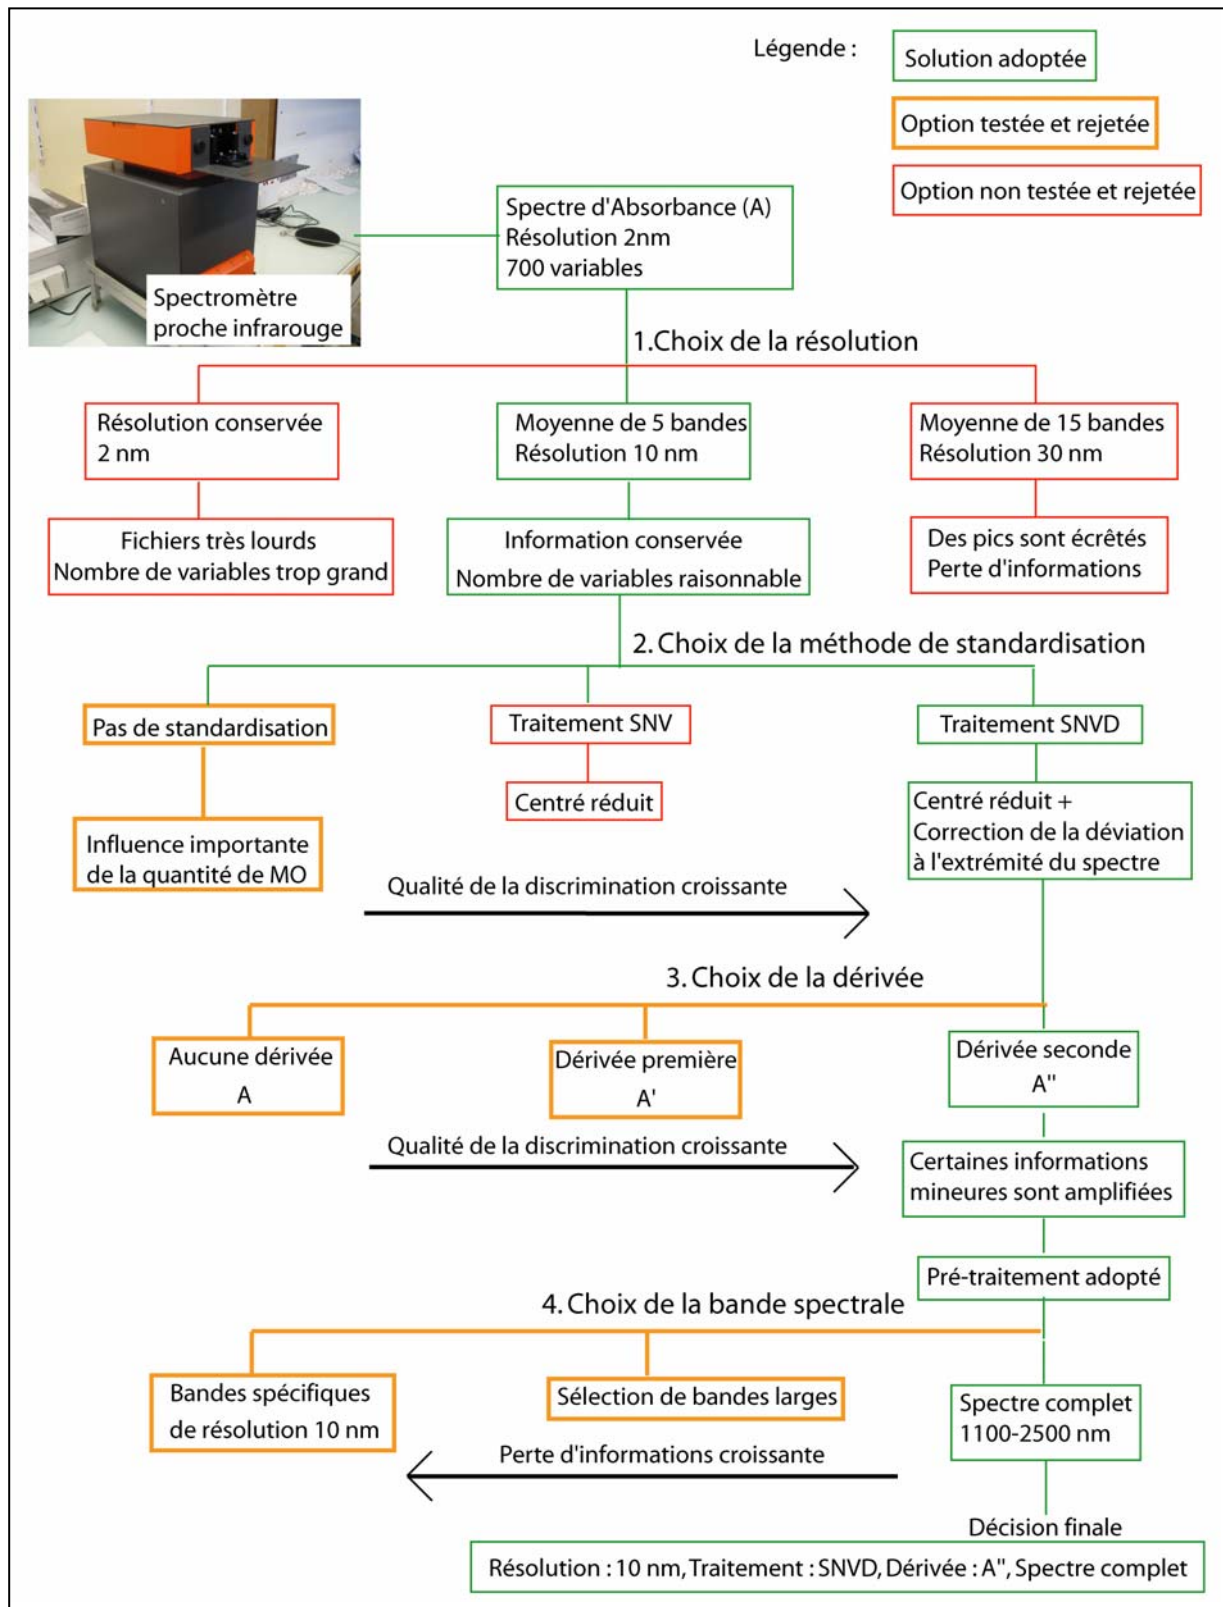 Légende :
Solution adoptée
Option testée et rejetée
Option non testée et rejetée
Spectromètre
proche infrarouge
Spectre d'Absorbance (A)
Résolution 2nm
700 variables
1.Choix de la résolution
Résolution conservée
2 nm
Moyenne de 5 bandes
Résolution 10 nm
Moyenne de 15 bandes
Résolution 30 nm
Fichiers très lourds
Nombre de variables trop grand
Information conservée
Nombre de variables raisonnable
Des pics sont écrêtés
Perte d'informations
2. Choix de la méthode de standardisation
Pas de standardisation
Traitement SNV
Traitement SNVD
Influence importante
de la quantité de MO
Centré réduit
Centré réduit +
Correction de la déviation
à l'extrémité du spectre
Qualité de la discrimination croissante
3. Choix de la dérivée
Aucune dérivée
A
Dérivée première
A'
Dérivée seconde
A"
Qualité de la discrimination croissante
Certaines informations
mineures sont amplifiées
Pré-traitement adopté
4. Choix de la bande spectrale
Bandes spécifiques
de résolution 10 nm
Sélection de bandes larges
Spectre complet
1100-2500 nm
Perte d'informations croissante
Décision finale
Résolution : 10 nm, Traitement : SNVD, Dérivée : A", Spectre complet